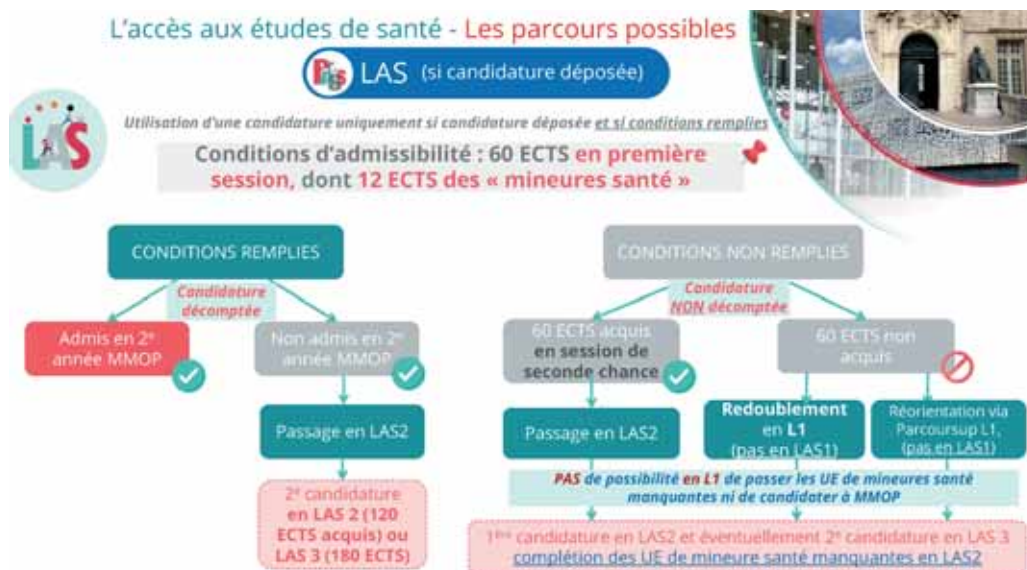 L'accès aux études de santé - Les parcours possibles
LAS (si candidature déposée)
LAS
Utilisation d'une candidature uniquement si candidature déposée et si conditions remplies
Conditions d'admissibilité : 60 ECTS en première
session, dont 12 ECTS des « mineures santé »
CONDITIONS REMPLIES
Candidature
décomptée
Admis en 2e
année MMOP
Non admis en 2e
année MMOP
Passage en LAS2
2e candidature
en LAS 2 (120
ECTS acquis) ou
LAS 3 (180 ECTS)
CONDITIONS NON REMPLIES
Candidature
NON décomptée
60 ECTS acquis
en session de
seconde chance
60 ECTS non
acquis
Passage en LAS2
Redoublement
en L1
(pas en LAS1)
Réorientation via
Parcoursup L1,
(pas en LAS1)
PAS de possibilité en L1 de passer les UE de mineures santé
manquantes ni de candidater à MMOP
1ère candidature en LAS2 et éventuellement 2e candidature en LAS 3
complétion des UE de mineure santé manquantes en LAS2